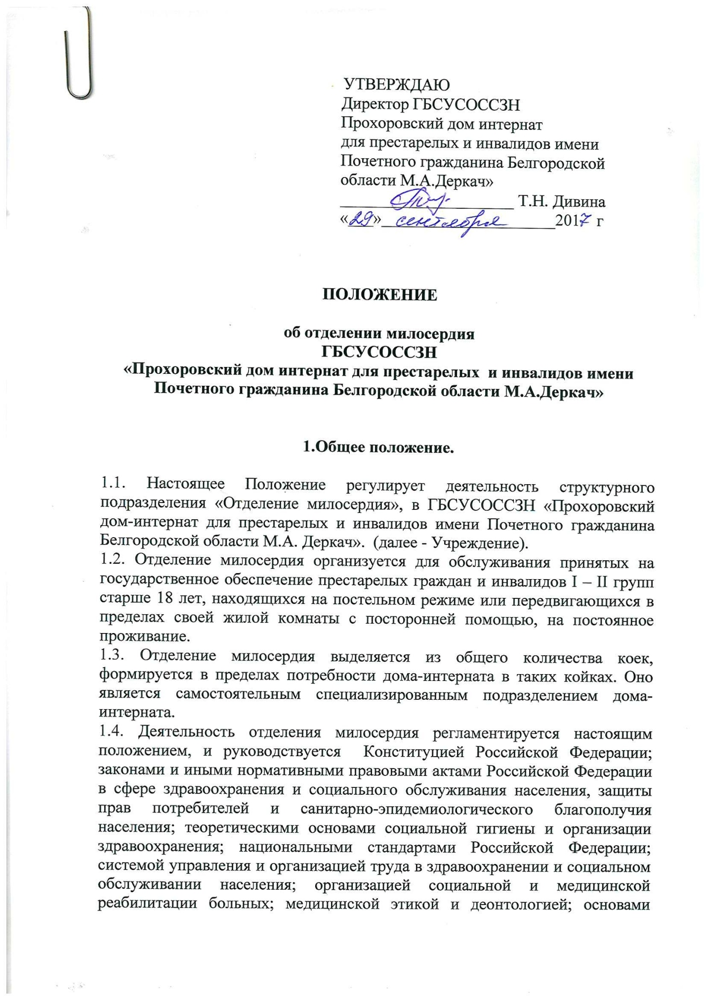 УТВЕРЖДАЮ
Директор ГБСУСОССЗН
Прохоровский дом интернат
для престарелых и инвалидов имени
Почетного гражданина Белгородской
области М.А.Деркач»
Т.Н. Дивина
«29» сентября 2017 г
ПОЛОЖЕНИЕ
об отделении милосердия
ГБСУСОССЗН
«Прохоровский дом интернат для престарелых и инвалидов имени
Почетного гражданина Белгородской области М.А.Деркач»
1.Общее положение.
1.1. Настоящее Положение регулирует деятельность структурного
подразделения «Отделение милосердия», в ГБСУСОССЗН «Прохоровский
дом-интернат для престарелых и инвалидов имени Почетного гражданина
Белгородской области М.А. Деркач». (далее - Учреждение).
1.2. Отделение милосердия организуется для обслуживания принятых на
государственное обеспечение престарелых граждан и инвалидов I – II групп
старше 18 лет, находящихся на постельном режиме или передвигающихся в
пределах своей жилой комнаты с посторонней помощью, на постоянное
проживание.
1.3. Отделение милосердия выделяется из общего количества коек,
формируется в пределах потребности дома-интерната в таких койках. Оно
является самостоятельным специализированным подразделением дома-
интерната.
1.4. Деятельность отделения милосердия регламентируется настоящим
положением, и руководствуется Конституцией Российской Федерации;
законами и иными нормативными правовыми актами Российской Федерации
в сфере здравоохранения и социального обслуживания населения, защиты
прав потребителей и санитарно-эпидемиологического благополучия
населения; теоретическими основами социальной гигиены и организации
здравоохранения; национальными стандартами Российской Федерации;
системой управления и организацией труда в здравоохранении и социальном
обслуживании населения; организацией социальной и медицинской
реабилитации больных; медицинской этикой и деонтологией; основами